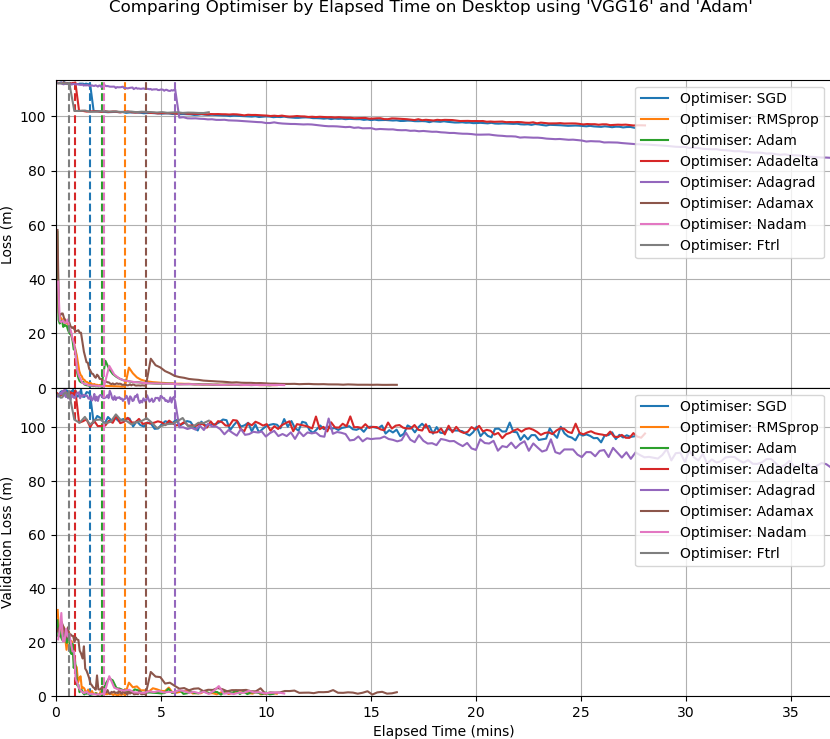 Comparing Optimiser by Elapsed Time on Desktop using 'VGG16' and 'Adam'
Loss (m)
100
80
60
40
20
0
Optimiser: SGD
Optimiser: RMSprop
Optimiser: Adam
Optimiser: Adadelta
Optimiser: Adagrad
Optimiser: Adamax
Optimiser: Nadam
Optimiser: Ftrl
Validation Loss (m)
100
80
60
40
20
0
Optimiser: SGD
Optimiser: RMSprop
Optimiser: Adam
Optimiser: Adadelta
Optimiser: Adagrad
Optimiser: Adamax
Optimiser: Nadam
Optimiser: Ftrl
0 5 10 15 20 25 30 35
Elapsed Time (mins)